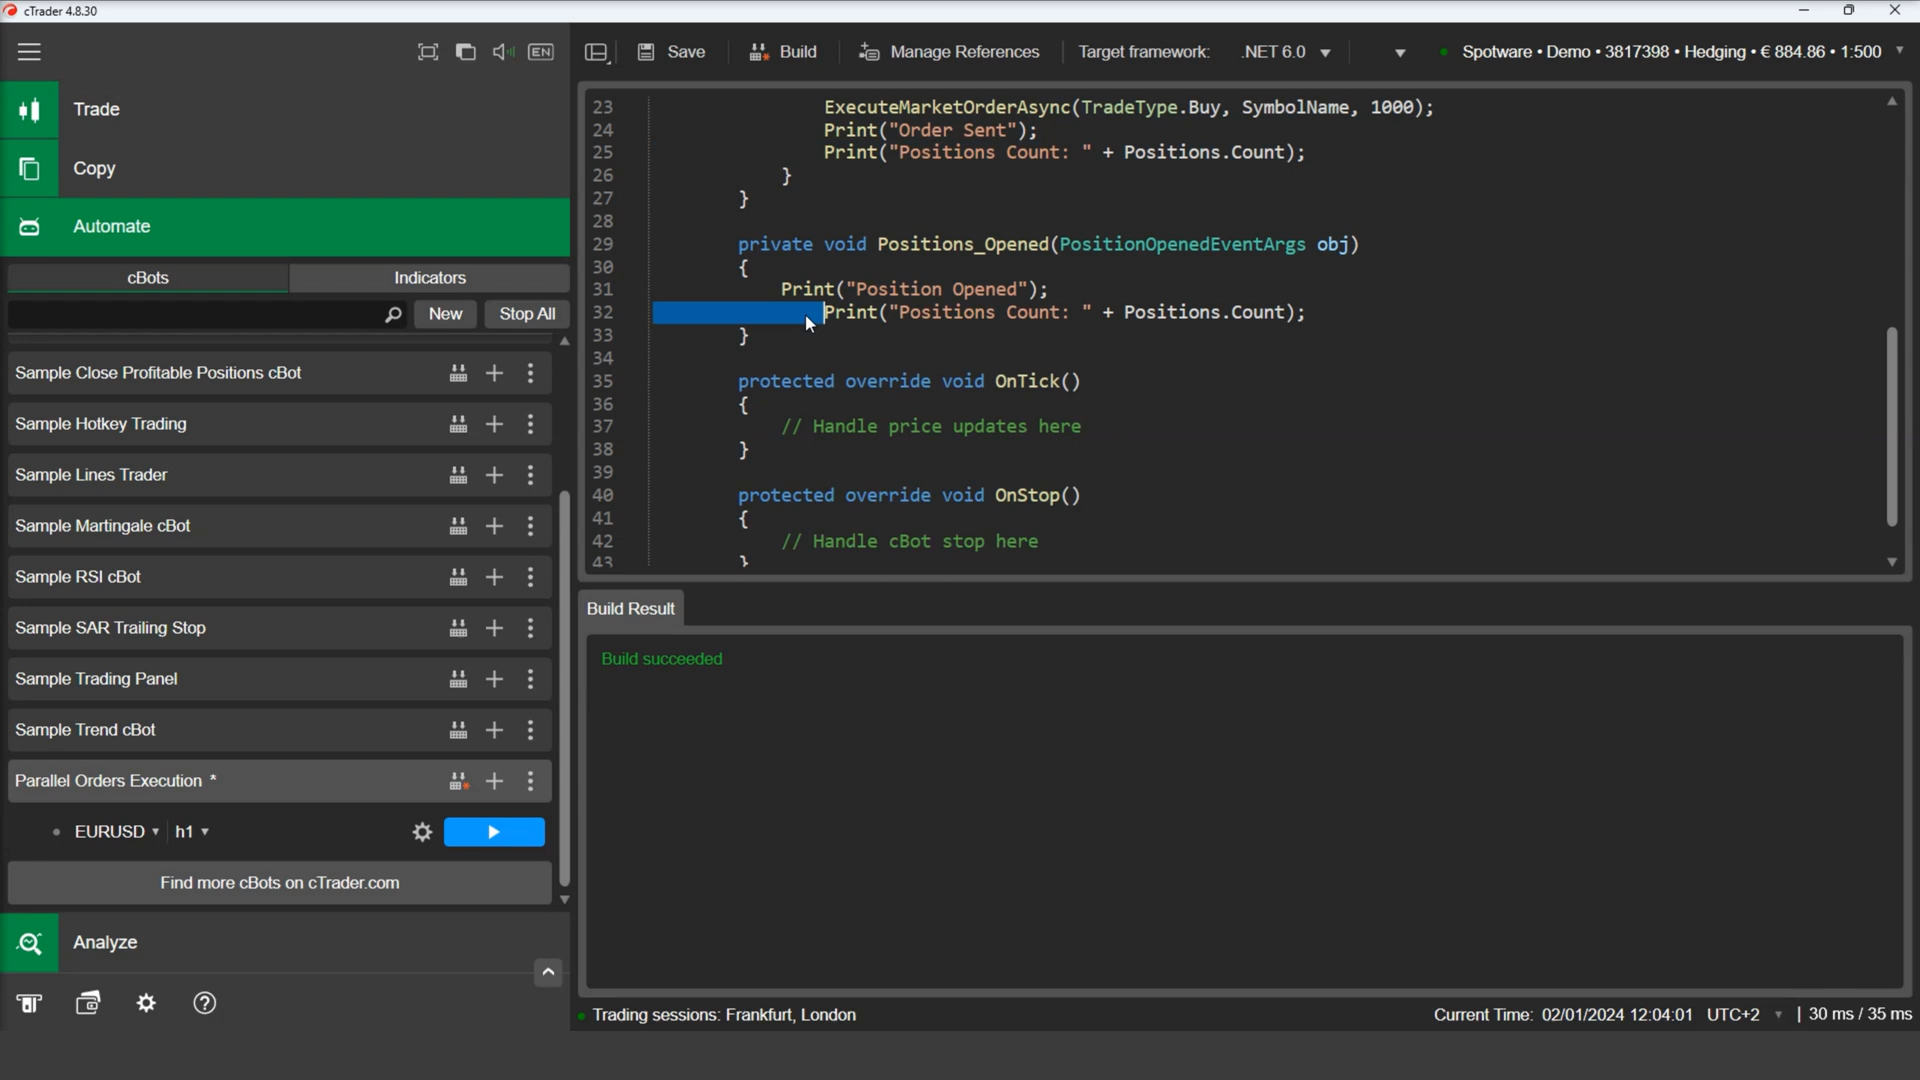 cTrader 4.8.30
EN
Save
Build
Manage References
Target framework: .NET 6.0
Spotware • Demo • 3817398 • Hedging • € 884.86 • 1:500
Trade
Copy
Automate
cBots
Indicators
New
Stop All
Sample Close Profitable Positions cBot
Sample Hotkey Trading
Sample Lines Trader
Sample Martingale cBot
Sample RSI cBot
Sample SAR Trailing Stop
Sample Trading Panel
Sample Trend cBot
Parallel Orders Execution *
EURUSD h1
Find more cBots on cTrader.com
Analyze
23 ExecuteMarketOrderAsync(TradeType.Buy, SymbolName, 1000);
24 Print("Order Sent");
25 Print("Positions Count: " + Positions.Count);
26 }
27 }
28
29 private void Positions_Opened(PositionOpenedEventArgs obj)
30 {
31 Print("Position Opened");
32 Print("Positions Count: " + Positions.Count);
33 }
34
35 protected override void OnTick()
36 {
37 // Handle price updates here
38 }
39
40 protected override void OnStop()
41 {
42 // Handle cBot stop here
43 }
Build Result
Build succeeded
Trading sessions: Frankfurt, London
Current Time: 02/01/2024 12:04:01 UTC+2 | 30 ms / 35 ms